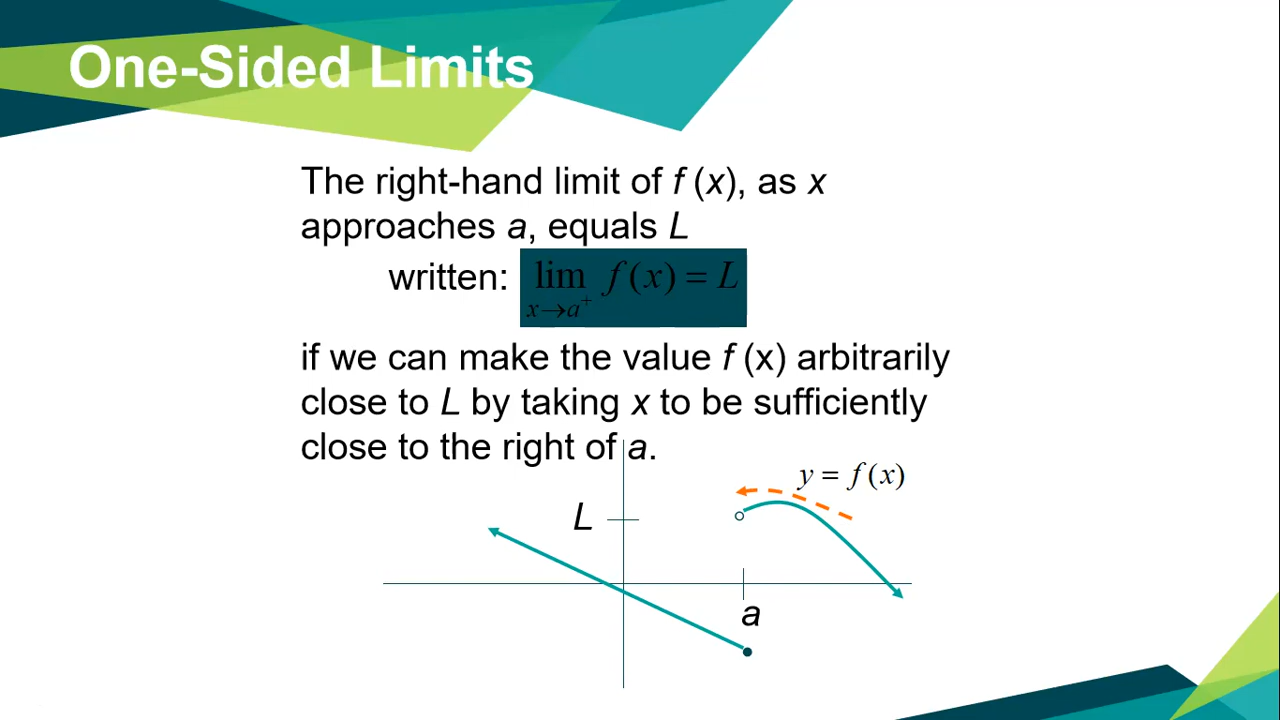 One-Sided Limits
The right-hand limit of f (x), as x
approaches a, equals L
written: lim f(x) = L
x→a⁺
if we can make the value f (x) arbitrarily
close to L by taking x to be sufficiently
close to the right of a.
y = f(x)
L
a